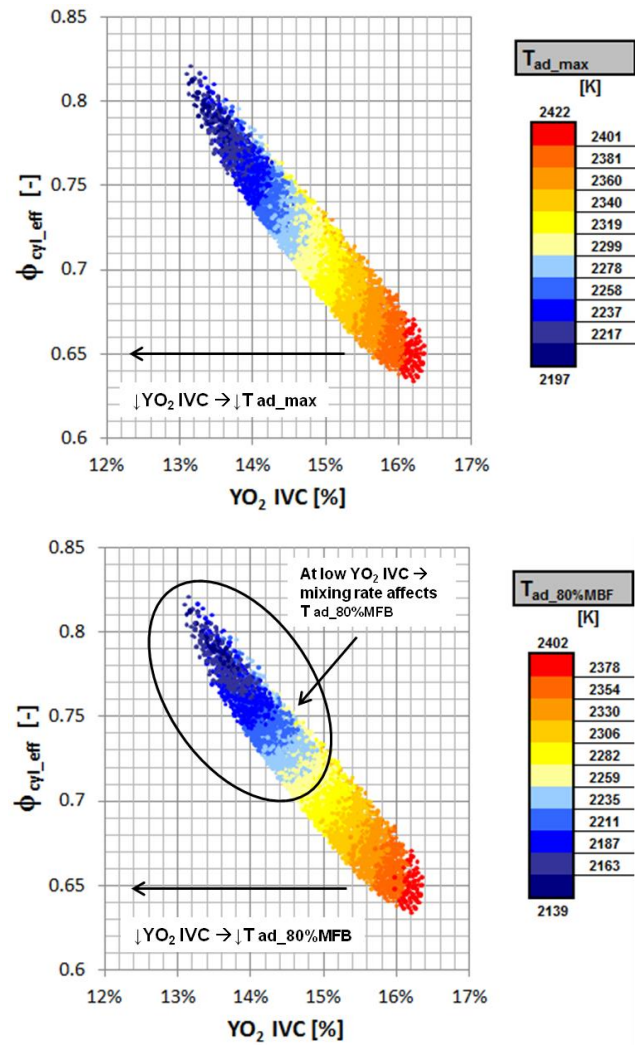 0.85
0.8
0.75
0.7
0.65
0.6
ϕcyl_eff [-]
↓YO2 IVC → ↓T ad_max
12% 13% 14% 15% 16% 17%
YO2 IVC [%]
Tad_max
[K]
2422
2401
2381
2360
2340
2319
2299
2278
2258
2237
2217
2197
0.85
0.8
0.75
0.7
0.65
0.6
ϕcyl_eff [-]
At low YO2 IVC →
mixing rate affects
Tad_80%MFB
↓YO2 IVC → ↓T ad_80%MFB
12% 13% 14% 15% 16% 17%
YO2 IVC [%]
Tad_80%MBF
[K]
2402
2378
2354
2330
2306
2282
2259
2235
2211
2187
2163
2139